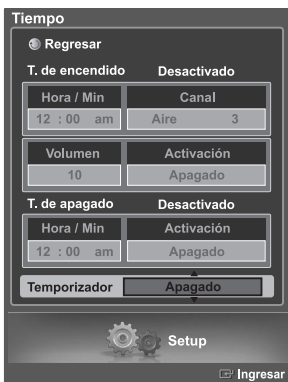 Tiempo
Regresar
T. de encendido Desactivado
Hora / Min Canal
12 : 00 am Aire 3
Volumen Activación
10 Apagado
T. de apagado Desactivado
Hora / Min Activación
12 : 00 am Apagado
Temporizador Apagado
Setup
Ingresar